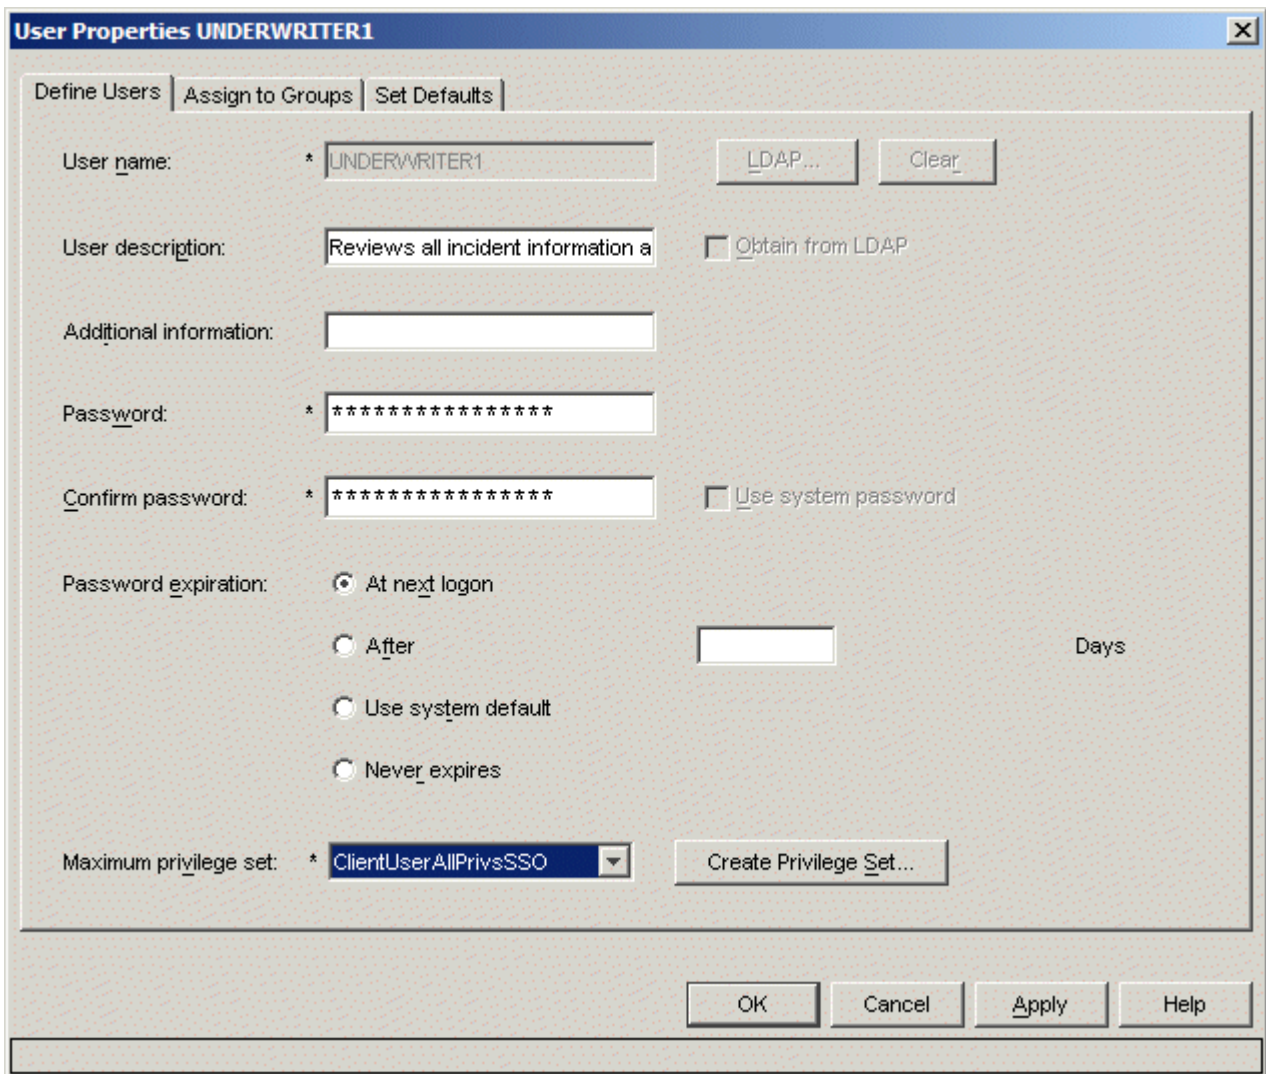 User Properties UNDERWRITER1
Define Users Assign to Groups Set Defaults
User name: * UNDERWRITER1 LDAP... Clear
User description: Reviews all incident information a Obtain from LDAP
Additional information:
Password: * ****************
Confirm password: * **************** Use system password
Password expiration: At next logon
After Days
Use system default
Never expires
Maximum privilege set: * ClientUserAllPrivsSSO Create Privilege Set...
OK Cancel Apply Help